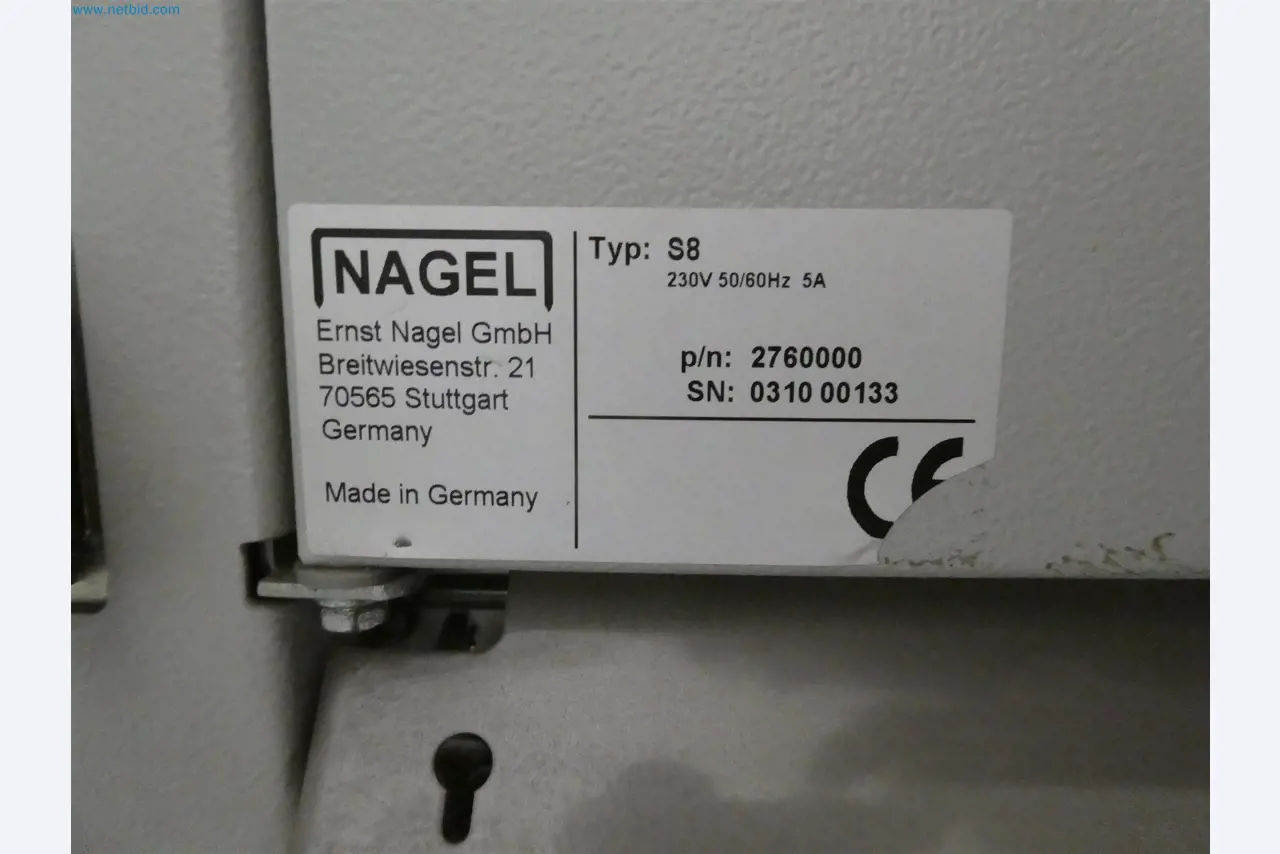 www.netbid.com
NAGEL
Ernst Nagel GmbH
Breitwiesenstr. 21
70565 Stuttgart
Germany
Made in Germany
Typ: S8
230V 50/60Hz 5A
p/n: 2760000
SN: 0310 00133
CE